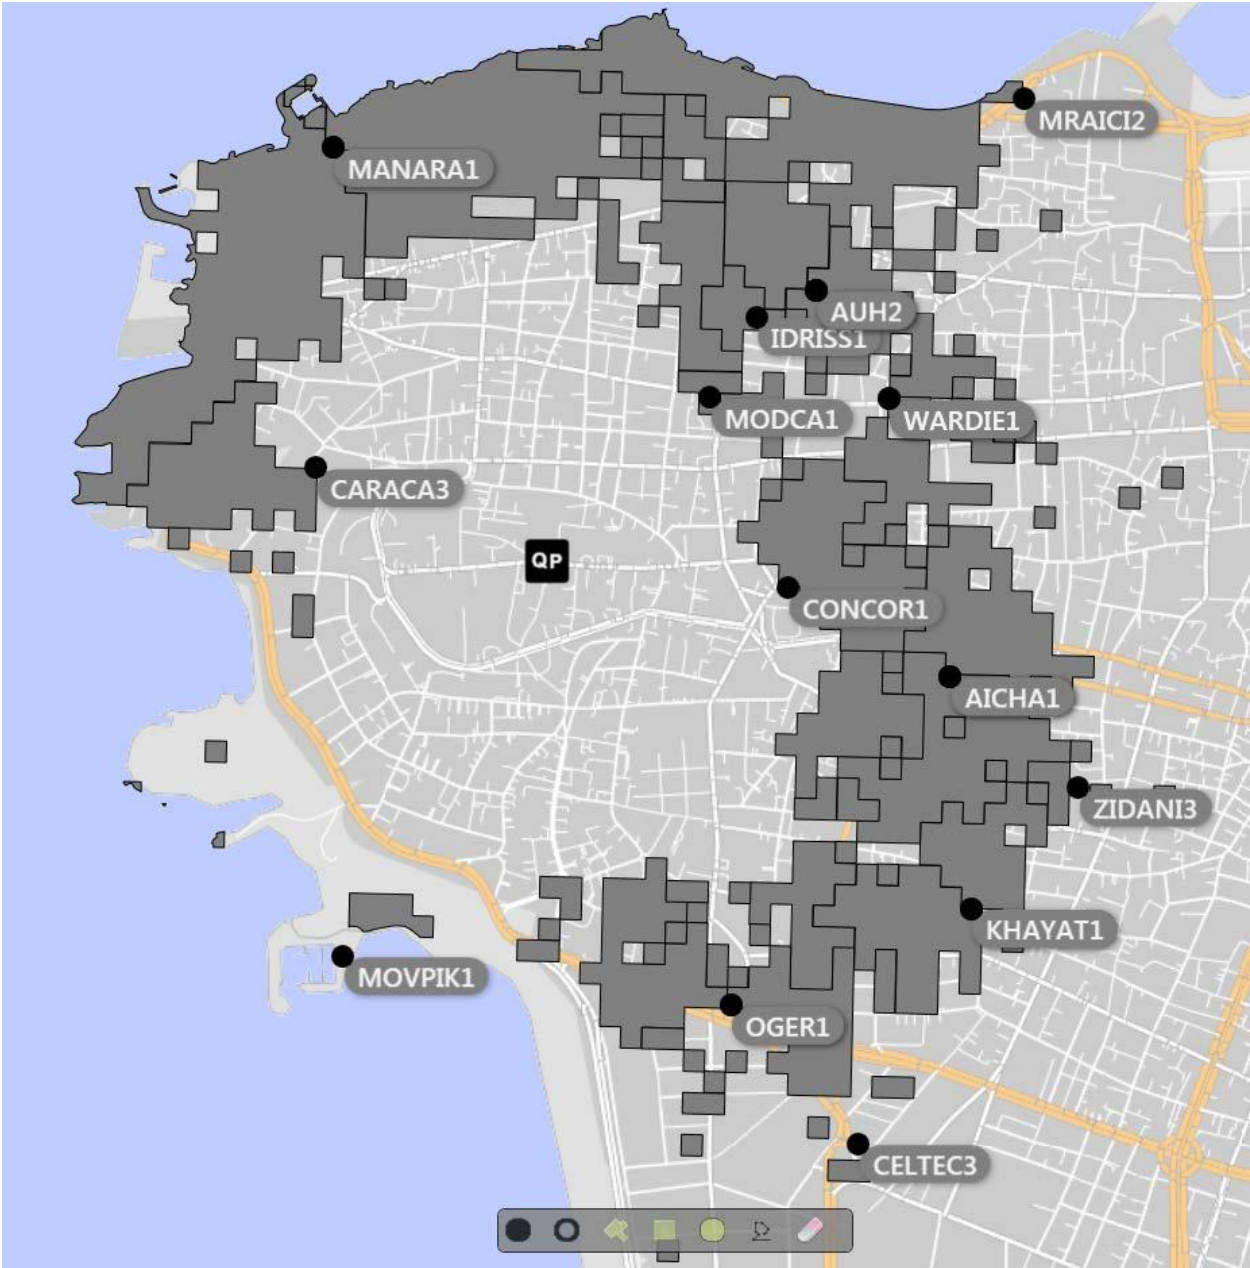 MRAICI2
MANARA1
AUH2
IDRISS1
MODCA1
WARDIE1
CARACA3
QP
CONCOR1
AICHA1
ZIDANI3
KHAYAT1
MOVPIK1
OGER1
CELTEC3